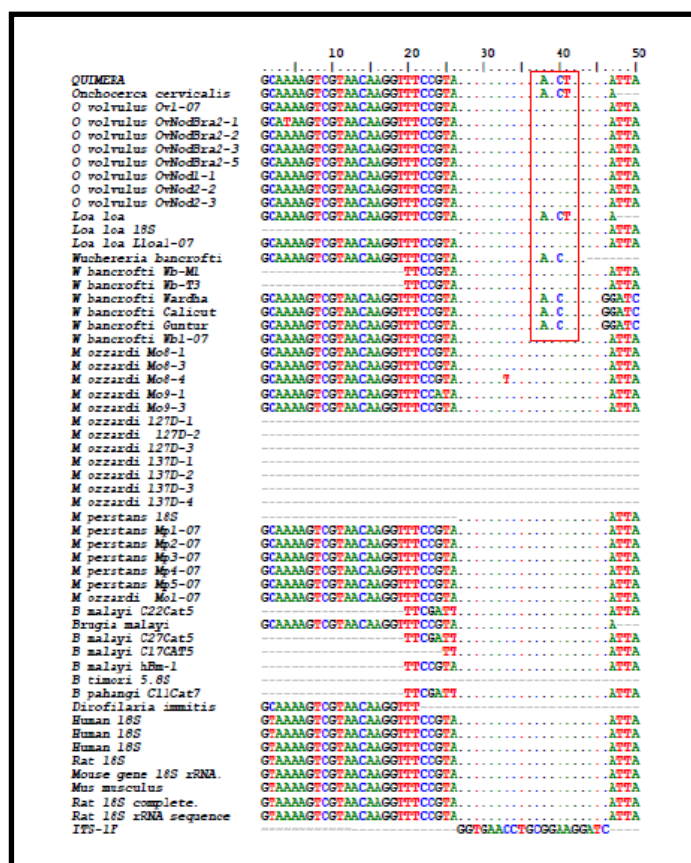 10 20 30 40 50
QUIMERA GCAAAAGTCGTAACAAGGTTTCCGTA...........A.CT.....ATTA
Onchocerca cervicalis GCAAAAGTCGTAACAAGGTTTCCGTA...........A.CT.....A---
O volvulus Ov1-07 GCAAAAGTCGTAACAAGGTTTCCGTA....................ATTA
O volvulus OvNodBra2-1 GCATAAGTCGTAACAAGGTTTCCGTA....................ATTA
O volvulus OvNodBra2-2 GCAAAAGTCGTAACAAGGTTTCCGTA....................ATTA
O volvulus OvNodBra2-3 GCAAAAGTCGTAACAAGGTTTCCGTA....................ATTA
O volvulus OvNodBra2-5 GCAAAAGTCGTAACAAGGTTTCCGTA....................ATTA
O volvulus OvNod1-1 GCAAAAGTCGTAACAAGGTTTCCGTA....................ATTA
O volvulus OvNod2-2 GCAAAAGTCGTAACAAGGTTTCCGTA....................ATTA
O volvulus OvNod2-3 GCAAAAGTCGTAACAAGGTTTCCGTA....................ATTA
Loa loa GCAAAAGTCGTAACAAGGTTTCCGTA...........A.CT.....A---
Loa loa 18S --------------------------....................ATTA
Loa loa Lloa1-07 GCAAAAGTCGTAACAAGGTTTCCGTA....................ATTA
Wuchereria bancrofti GCAAAAGTCGTAACAAGGTTTCCGTA...........A.C...-------
W bancrofti Wb-M1 -------------------TTCCGTA....................ATTA
W bancrofti Wb-T3 -------------------TTCCGTA....................ATTA
W bancrofti Wardha GCAAAAGTCGTAACAAGGTTTCCGTA...........A.C.....GGATC
W bancrofti Calicut GCAAAAGTCGTAACAAGGTTTCCGTA...........A.C.....GGATC
W bancrofti Guntur GCAAAAGTCGTAACAAGGTTTCCGTA...........A.C.....GGATC
W bancrofti Wb1-07 GCAAAAGTCGTAACAAGGTTTCCGTA....................ATTA
M ozzardi Mo8-1 GCAAAAGTCGTAACAAGGTTTCCGTA....................ATTA
M ozzardi Mo8-3 GCAAAAGTCGTAACAAGGTTTCCGTA....................ATTA
M ozzardi Mo8-4 GCAAAAGTCGTAACAAGGTTTCCGTA......T.............ATTA
M ozzardi Mo9-1 GCAAAAGTCGTAACAAGGTTTCCATA....................ATTA
M ozzardi Mo9-3 GCAAAAGTCGTAACAAGGTTTCCGTA....................ATTA
M ozzardi 127D-1 --------------------------------------------------
M ozzardi 127D-2 --------------------------------------------------
M ozzardi 127D-3 --------------------------------------------------
M ozzardi 137D-1 --------------------------------------------------
M ozzardi 137D-2 --------------------------------------------------
M ozzardi 137D-3 --------------------------------------------------
M ozzardi 137D-4 --------------------------------------------------
M perstans 18S --------------------------....................ATTA
M perstans Mp1-07 GCAAAAGTCGTAACAAGGTTTCCGTA....................ATTA
M perstans Mp2-07 GCAAAAGTCGTAACAAGGTTTCCGTA....................ATTA
M perstans Mp3-07 GCAAAAGTCGTAACAAGGTTTCCGTA....................ATTA
M perstans Mp4-07 GCAAAAGTCGTAACAAGGTTTCCGTA....................ATTA
M perstans Mp5-07 GCAAAAGTCGTAACAAGGTTTCCGTA....................ATTA
M ozzardi Mo1-07 GCAAAAGTCGTAACAAGGTTTCCGTA....................ATTA
B malayi C22Cat5 -------------------TTCGATT....................ATTA
Brugia malayi GCAAAAGTCGTAACAAGGTTTCCGTA....................A---
B malayi C27Cat5 -------------------TTCGATT....................ATTA
B malayi C17CAT5 ------------------------TT....................ATTA
B malayi hBm-1 -------------------TTCCGTA....................ATTA
B timori 5.8S --------------------------------------------------
B pahangi C11Cat7 -------------------TTCGATT....................ATTA
Dirofilaria immitis GCAAAAGTCGTAACAAGGTTT-----------------------------
Human 18S GTAAAAGTCGTAACAAGGTTTCCGTA....................ATTA
Human 18S GTAAAAGTCGTAACAAGGTTTCCGTA....................ATTA
Human 18S GTAAAAGTCGTAACAAGGTTTCCGTA....................ATTA
Rat 18S GTAAAAGTCGTAACAAGGTTTCCGTA....................ATTA
Mouse gene 18S rRNA. GTAAAAGTCGTAACAAGGTTTCCGTA....................ATTA
Mus musculus GTAAAAGTCGTAACAAGGTTTCCGTA....................ATTA
Rat 18S complete. GTAAAAGTCGTAACAAGGTTTCCGTA....................ATTA
Rat 18S rRNA sequence GTAAAAGTCGTAACAAGGTTTCCGTA....................ATTA
ITS-1F ~~~~~~~~~~~~--------------GGTGAACCTGCGGAAGGATC----